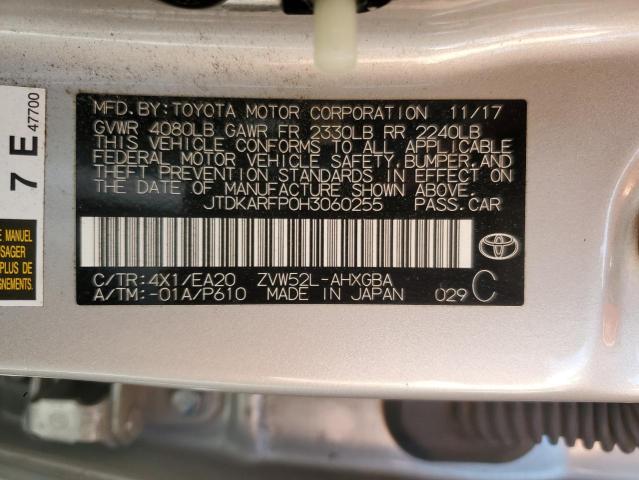 MFD.BY:TOYOTA MOTOR CORPORATION 11/17
GVWR 4080LB GAWR FR 2330LB RR 2240LB
THIS VEHICLE CONFORMS TO ALL APPLICABLE
FEDERAL MOTOR VEHICLE SAFETY,BUMPER,AND
THEFT PREVENTION STANDARDS IN EFFECT ON
THE DATE OF MANUFACTURE SHOWN ABOVE.
JTDKARFP0H3060255 PASS.CAR
C/TR:4X1/EA20 ZVW52L-AHXGBA
A/TM:-01A/P610 MADE IN JAPAN 029 C
TOYOTA
7 E
47700
MANUAL
SAGER
PLUS DE
GNEMENTS.